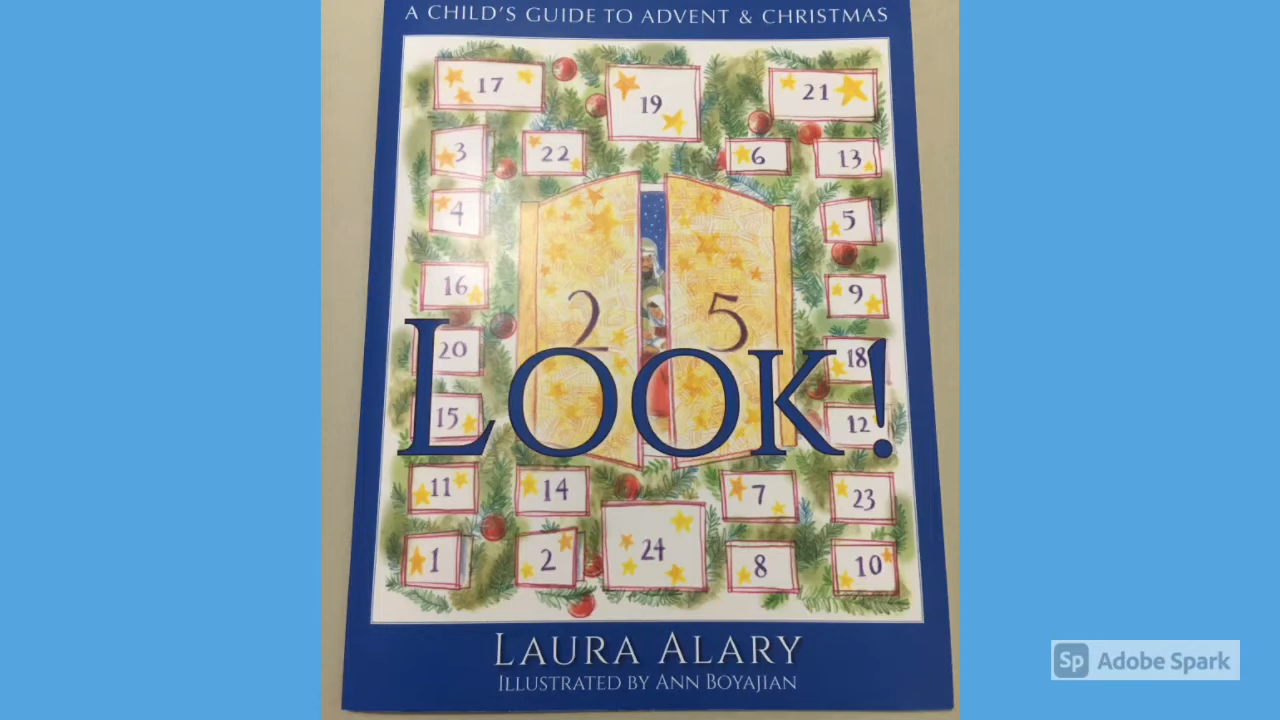 A CHILD'S GUIDE TO ADVENT & CHRISTMAS
17 19 21
3 22 6 13
4 5
16 9
25
20 18
LOOK!
15 12
11 14 7 23
1 2 24 8 10
LAURA ALARY
ILLUSTRATED BY ANN BOYAJIAN
Sp Adobe Spark